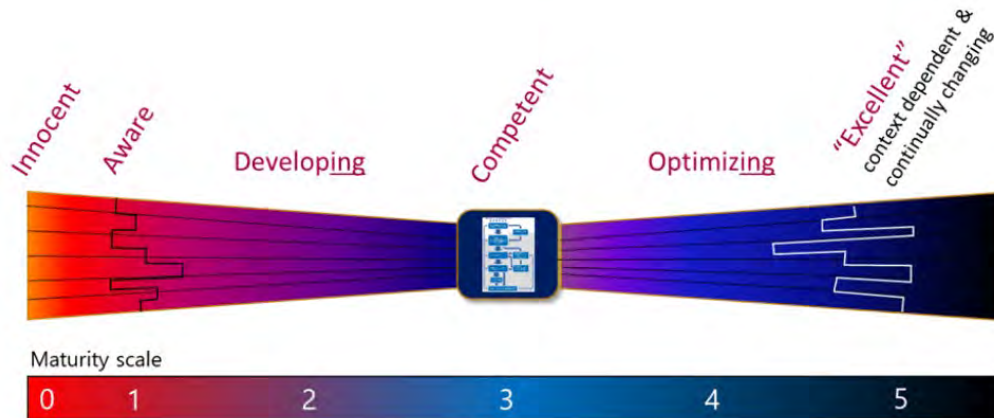 Innocent
Aware
Developing
Competent
Optimizing
“Excellent”
context dependent &
continually changing
Maturity scale
0 1 2 3 4 5